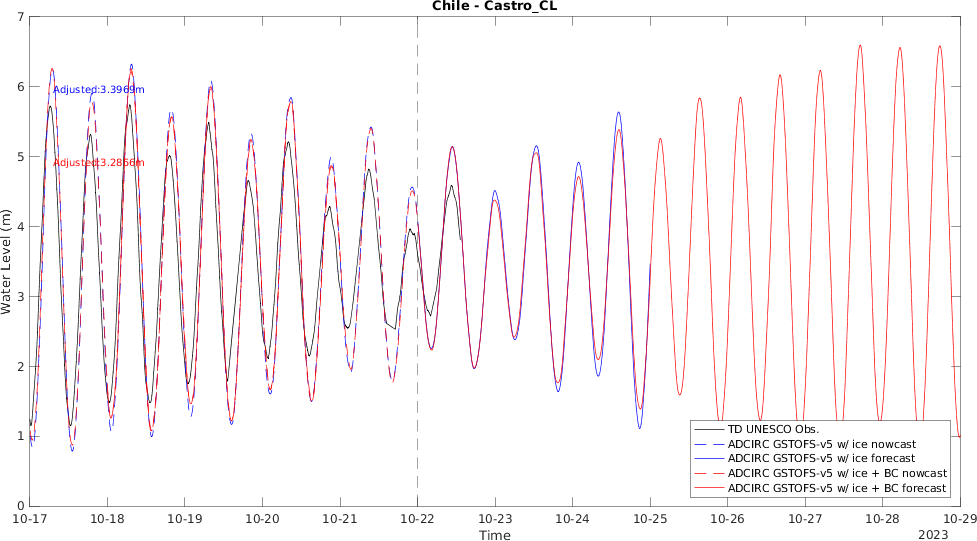 Chile - Castro_CL
7
6
5
4
3
2
1
0
Water Level (m)
Adjusted:3.3969m
Adjusted:3.2866m
TD UNESCO Obs.
ADCIRC GSTOFS-v5 w/ ice nowcast
ADCIRC GSTOFS-v5 w/ ice forecast
ADCIRC GSTOFS-v5 w/ ice + BC nowcast
ADCIRC GSTOFS-v5 w/ ice + BC forecast
10-17 10-18 10-19 10-20 10-21 10-22 10-23 10-24 10-25 10-26 10-27 10-28 10-29
Time
2023